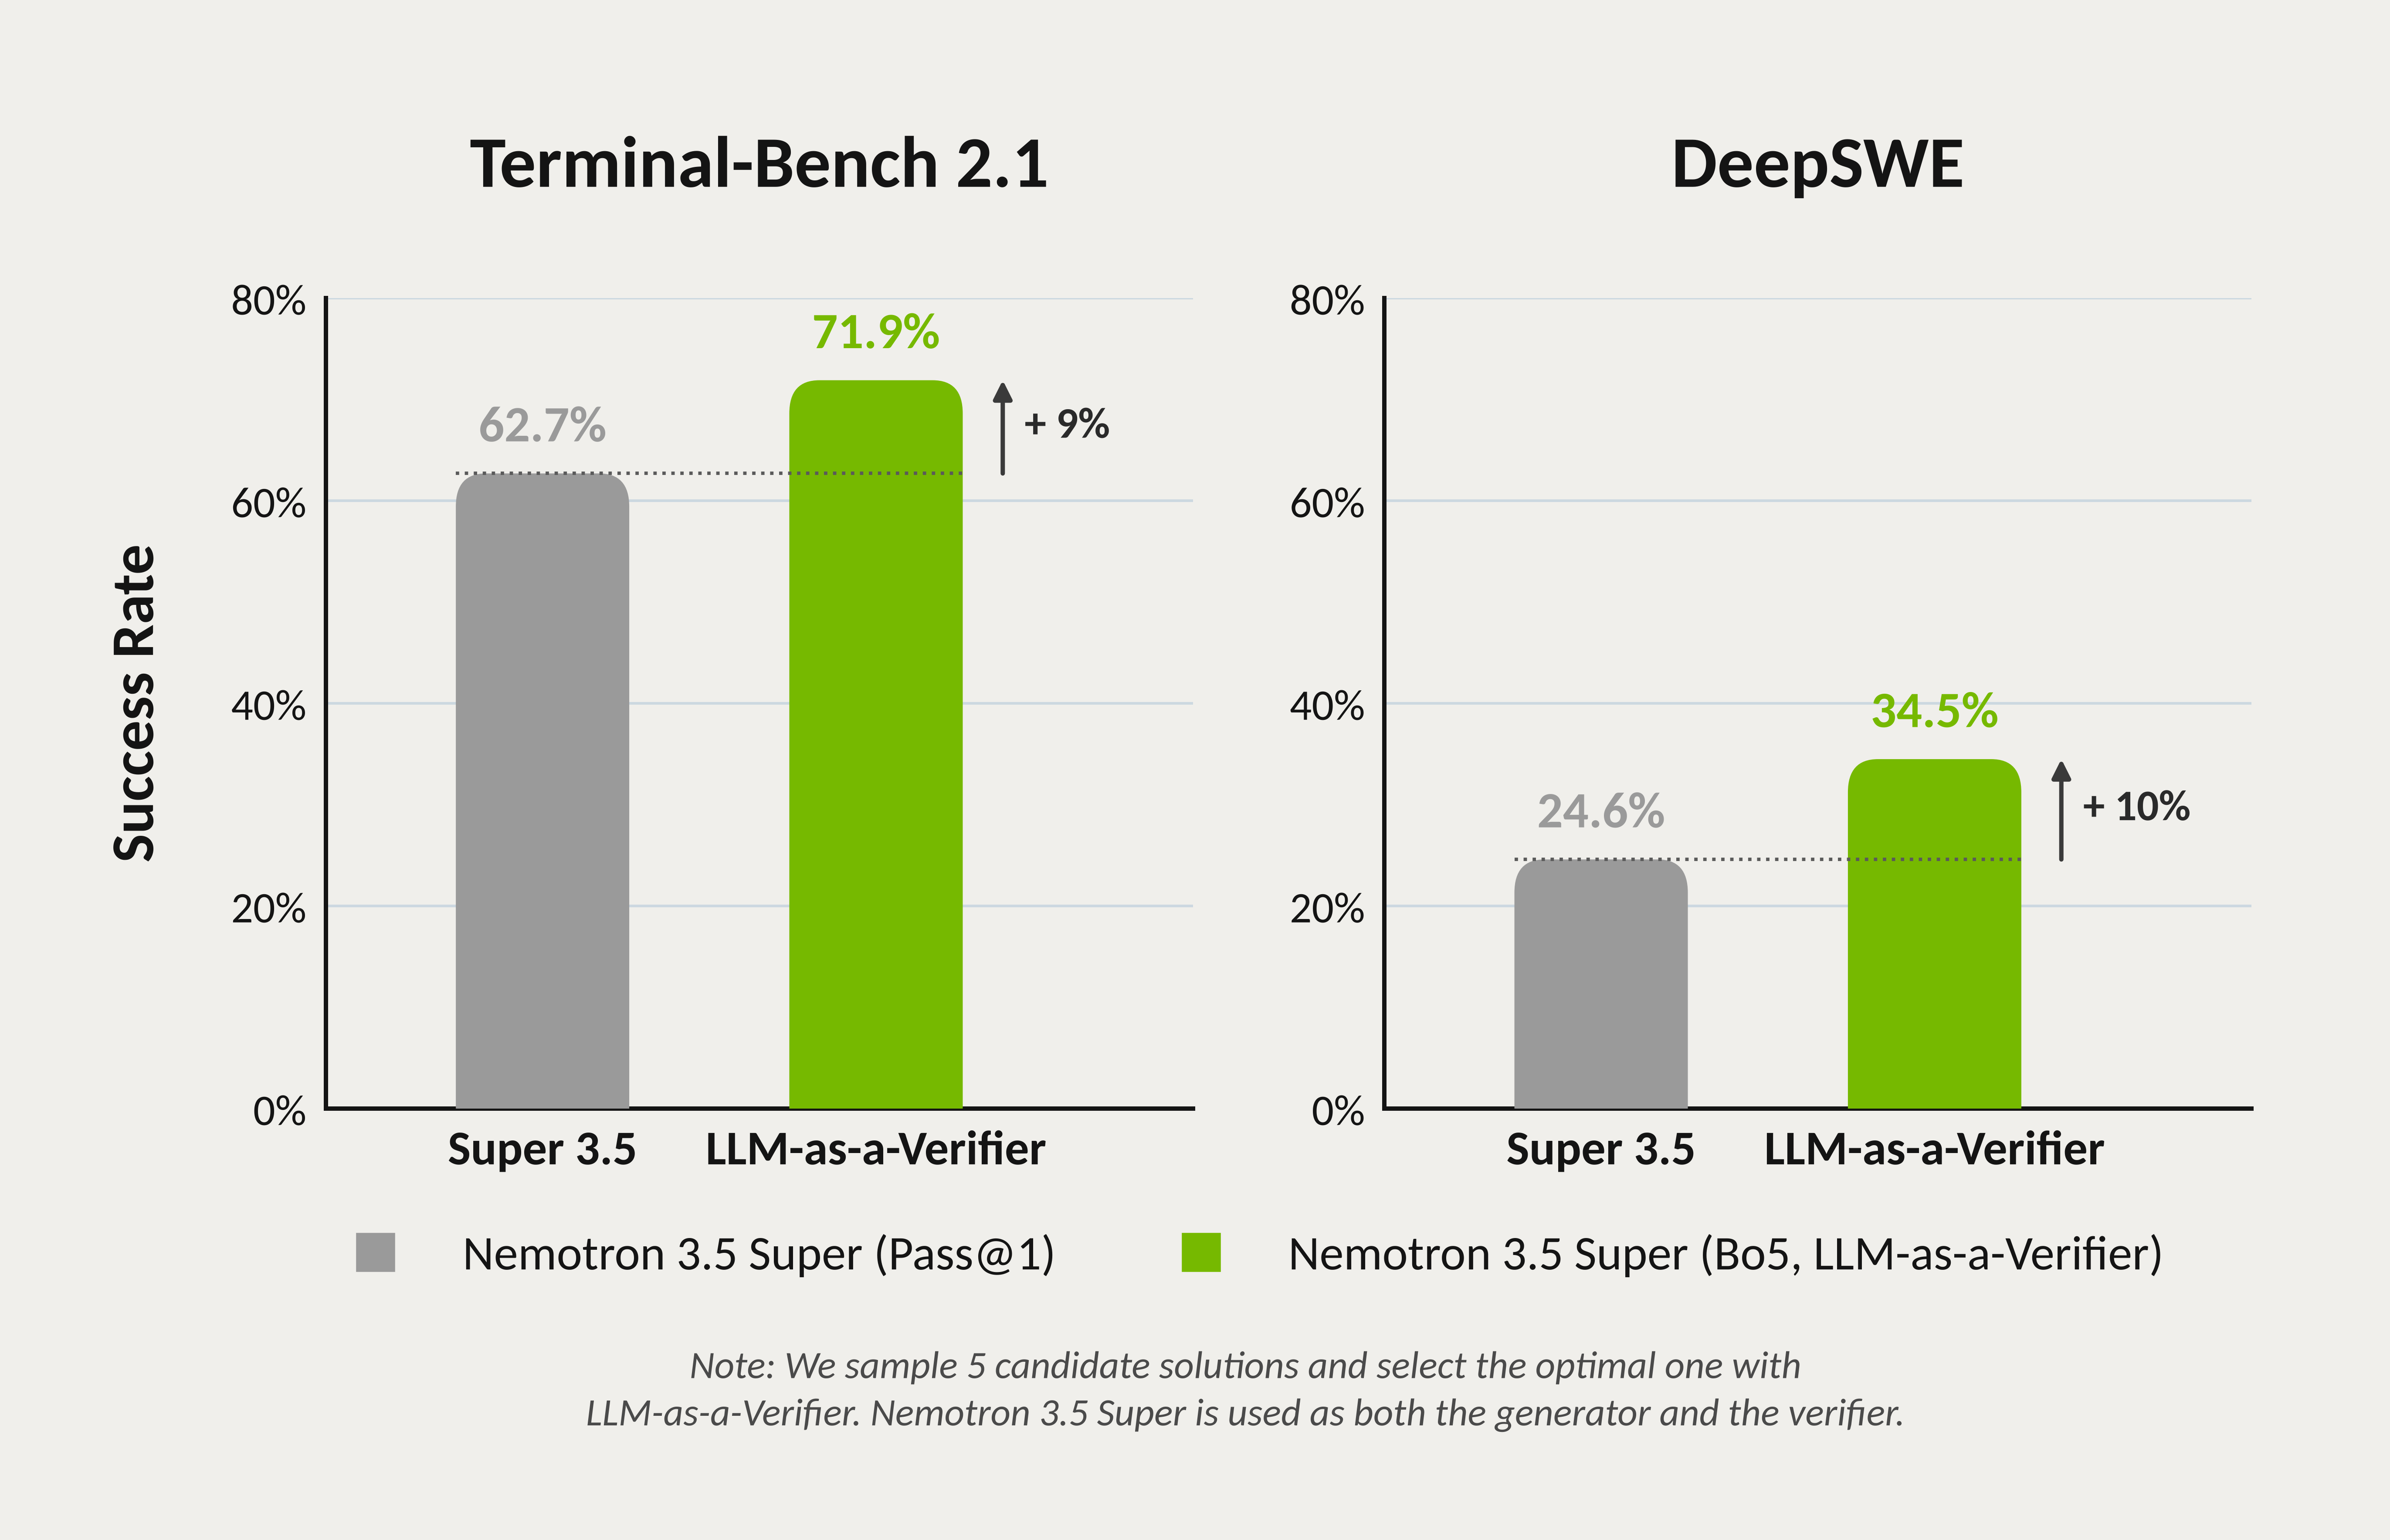 Terminal-Bench 2.1
DeepSWE
Success Rate
80%
60%
40%
20%
0%
62.7%
71.9%
+ 9%
Super 3.5
LLM-as-a-Verifier
80%
60%
40%
20%
0%
24.6%
34.5%
+ 10%
Super 3.5
LLM-as-a-Verifier
Nemotron 3.5 Super (Pass@1)
Nemotron 3.5 Super (Bo5, LLM-as-a-Verifier)
Note: We sample 5 candidate solutions and select the optimal one with
LLM-as-a-Verifier. Nemotron 3.5 Super is used as both the generator and the verifier.